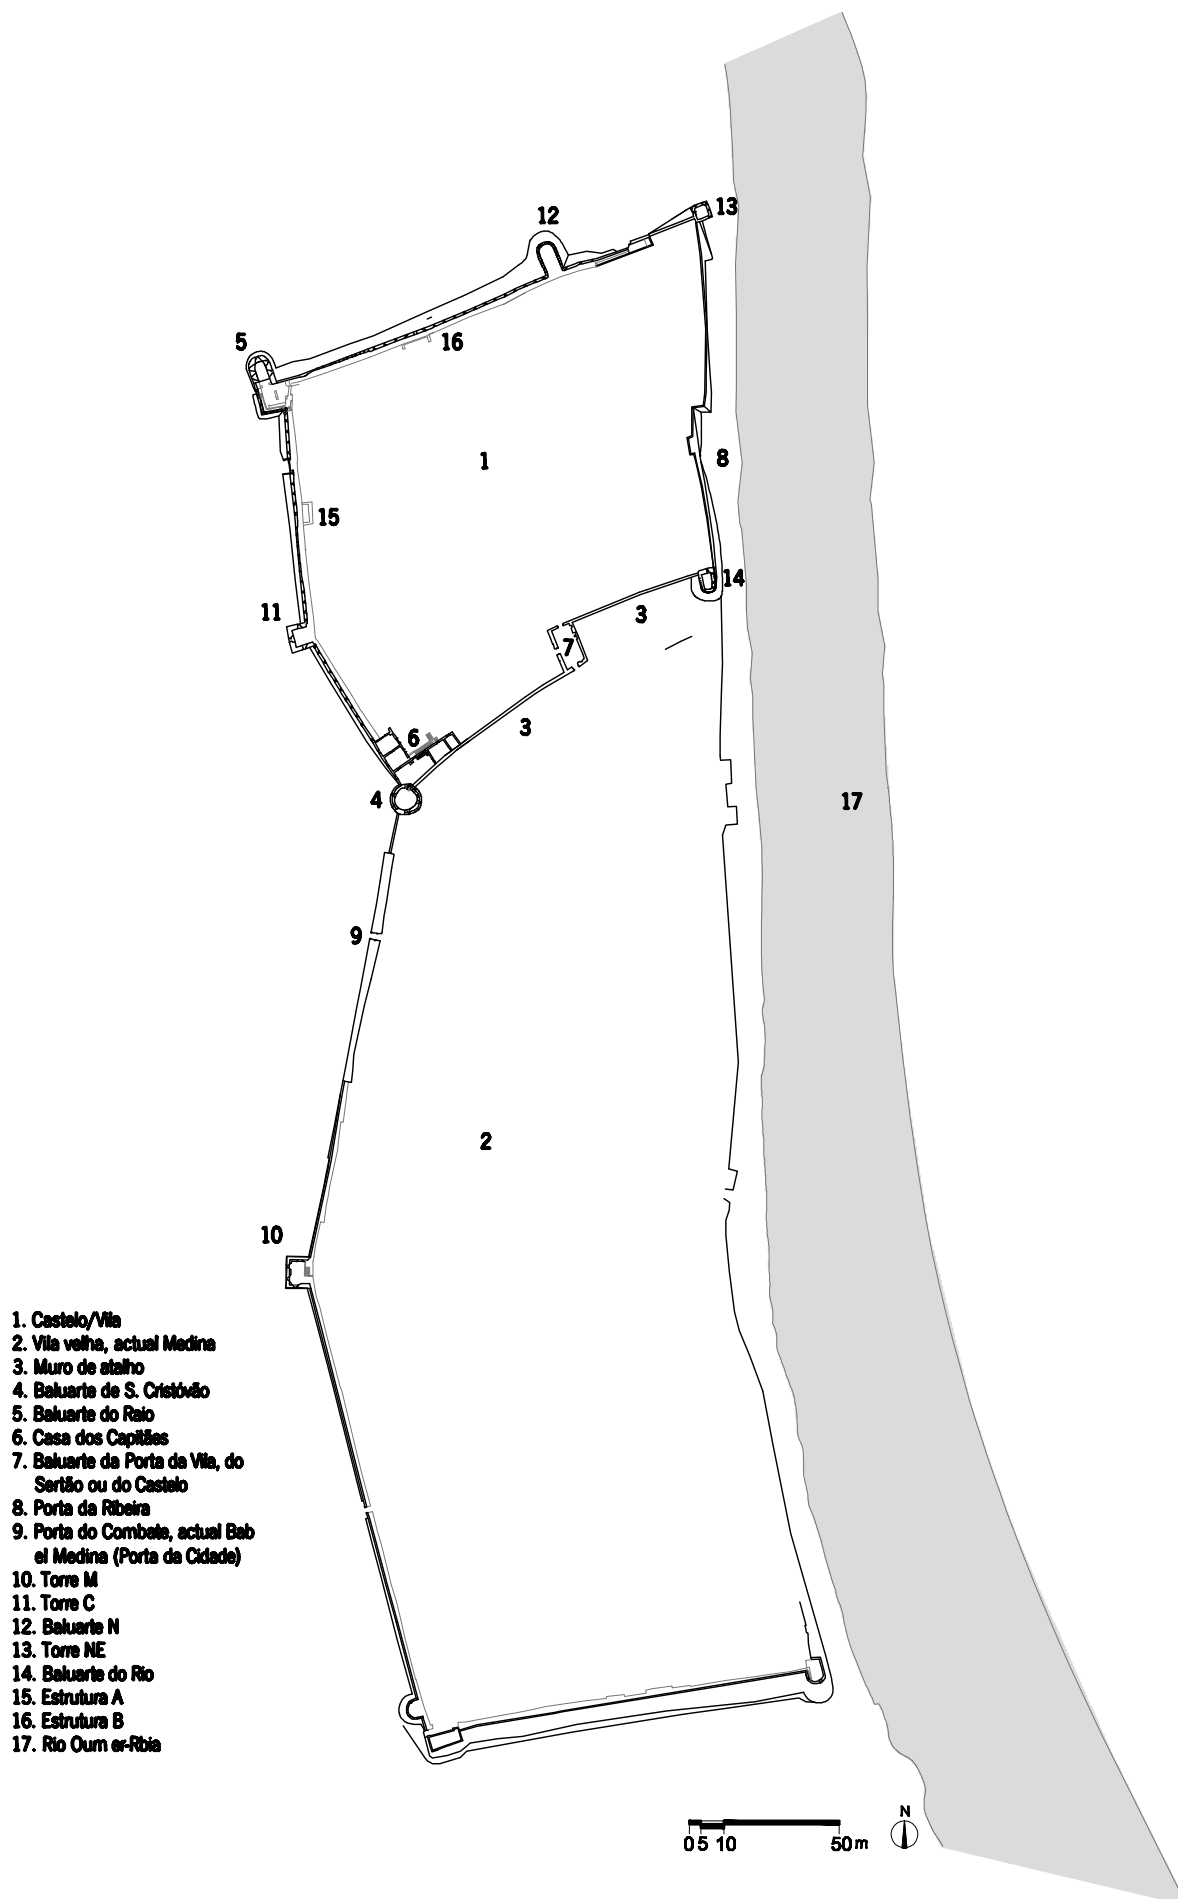 12
13
5
16
1
8
15
14
11
3
7
6
3
4
17
9
2
10
1. Castelo/Vila
2. Vila velha, actual Medina
3. Muro de atalho
4. Baluarte de S. Cristóvão
5. Baluarte do Raio
6. Casa dos Capitães
7. Baluarte da Porta da Vila, do
Sertão ou do Castelo
8. Porta da Ribeira
9. Porta do Combate, actual Bab
el Medina (Porta da Cidade)
10. Torre M
11. Torre C
12. Baluarte N
13. Torre NE
14. Baluarte do Rio
15. Estrutura A
16. Estrutura B
17. Rio Oum er-Rbia
N
0 5 10 50 m